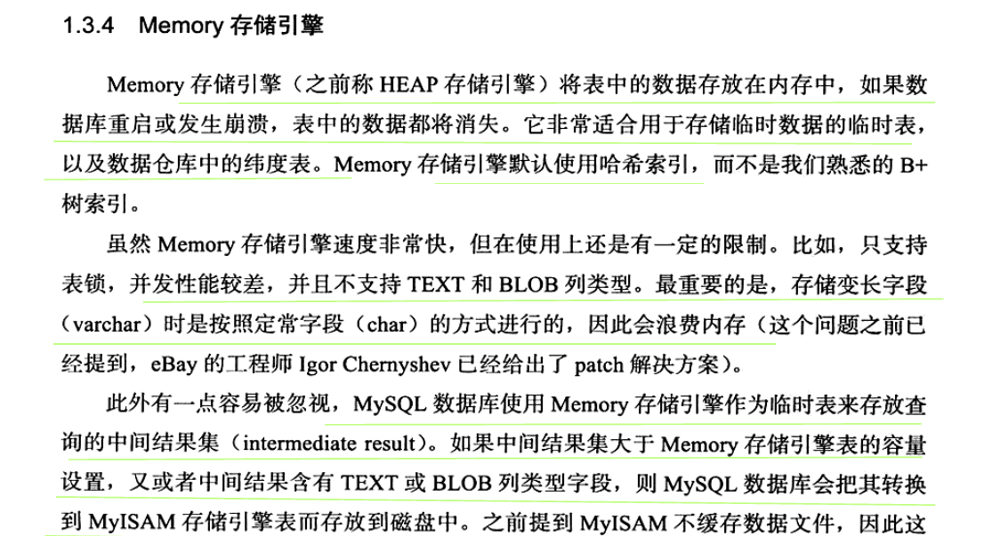 1.3.4 Memory 存储引擎
Memory 存储引擎（之前称 HEAP 存储引擎）将表中的数据存放在内存中，如果数
据库重启或发生崩溃，表中的数据都将消失。它非常适合用于存储临时数据的临时表，
以及数据仓库中的纬度表。Memory 存储引擎默认使用哈希索引，而不是我们熟悉的 B+
树索引。
虽然 Memory 存储引擎速度非常快，但在使用上还是有一定的限制。比如，只支持
表锁，并发性能较差，并且不支持 TEXT 和 BLOB 列类型。最重要的是，存储变长字段
（varchar）时是按照定常字段（char）的方式进行的，因此会浪费内存（这个问题之前已
经提到，eBay 的工程师 Igor Chernyshev 已经给出了 patch 解决方案）。
此外有一点容易被忽视，MySQL 数据库使用 Memory 存储引擎作为临时表来存放查
询的中间结果集（intermediate result）。如果中间结果集大于 Memory 存储引擎表的容量
设置，又或者中间结果含有 TEXT 或 BLOB 列类型字段，则 MySQL 数据库会把其转换
到 MyISAM 存储引擎表而存放到磁盘中。之前提到 MyISAM 不缓存数据文件，因此这